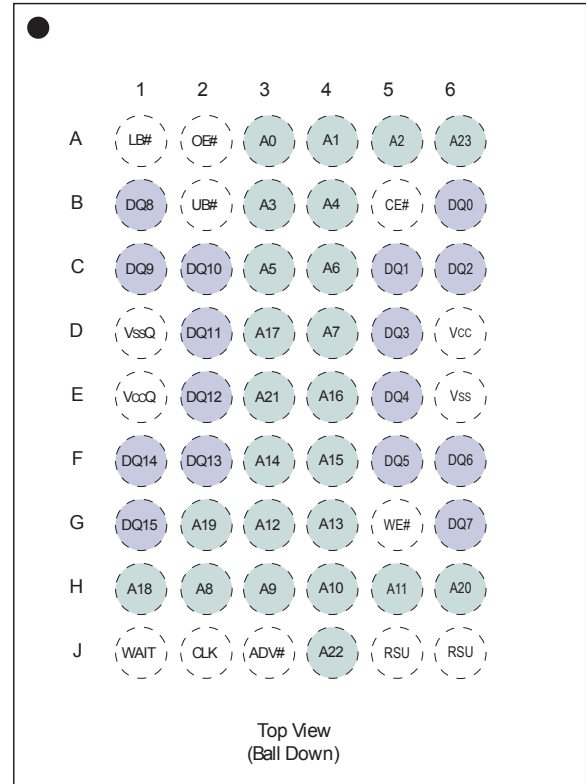 1 2 3 4 5 6
A LB# OE# A0 A1 A2 A23
B DQ8 UB# A3 A4 CE# DQ0
C DQ9 DQ10 A5 A6 DQ1 DQ2
D VssQ DQ11 A17 A7 DQ3 Vcc
E VccQ DQ12 A21 A16 DQ4 Vss
F DQ14 DQ13 A14 A15 DQ5 DQ6
G DQ15 A19 A12 A13 WE# DQ7
H A18 A8 A9 A10 A11 A20
J WAIT CLK ADV# A22 RSU RSU
Top View
(Ball Down)